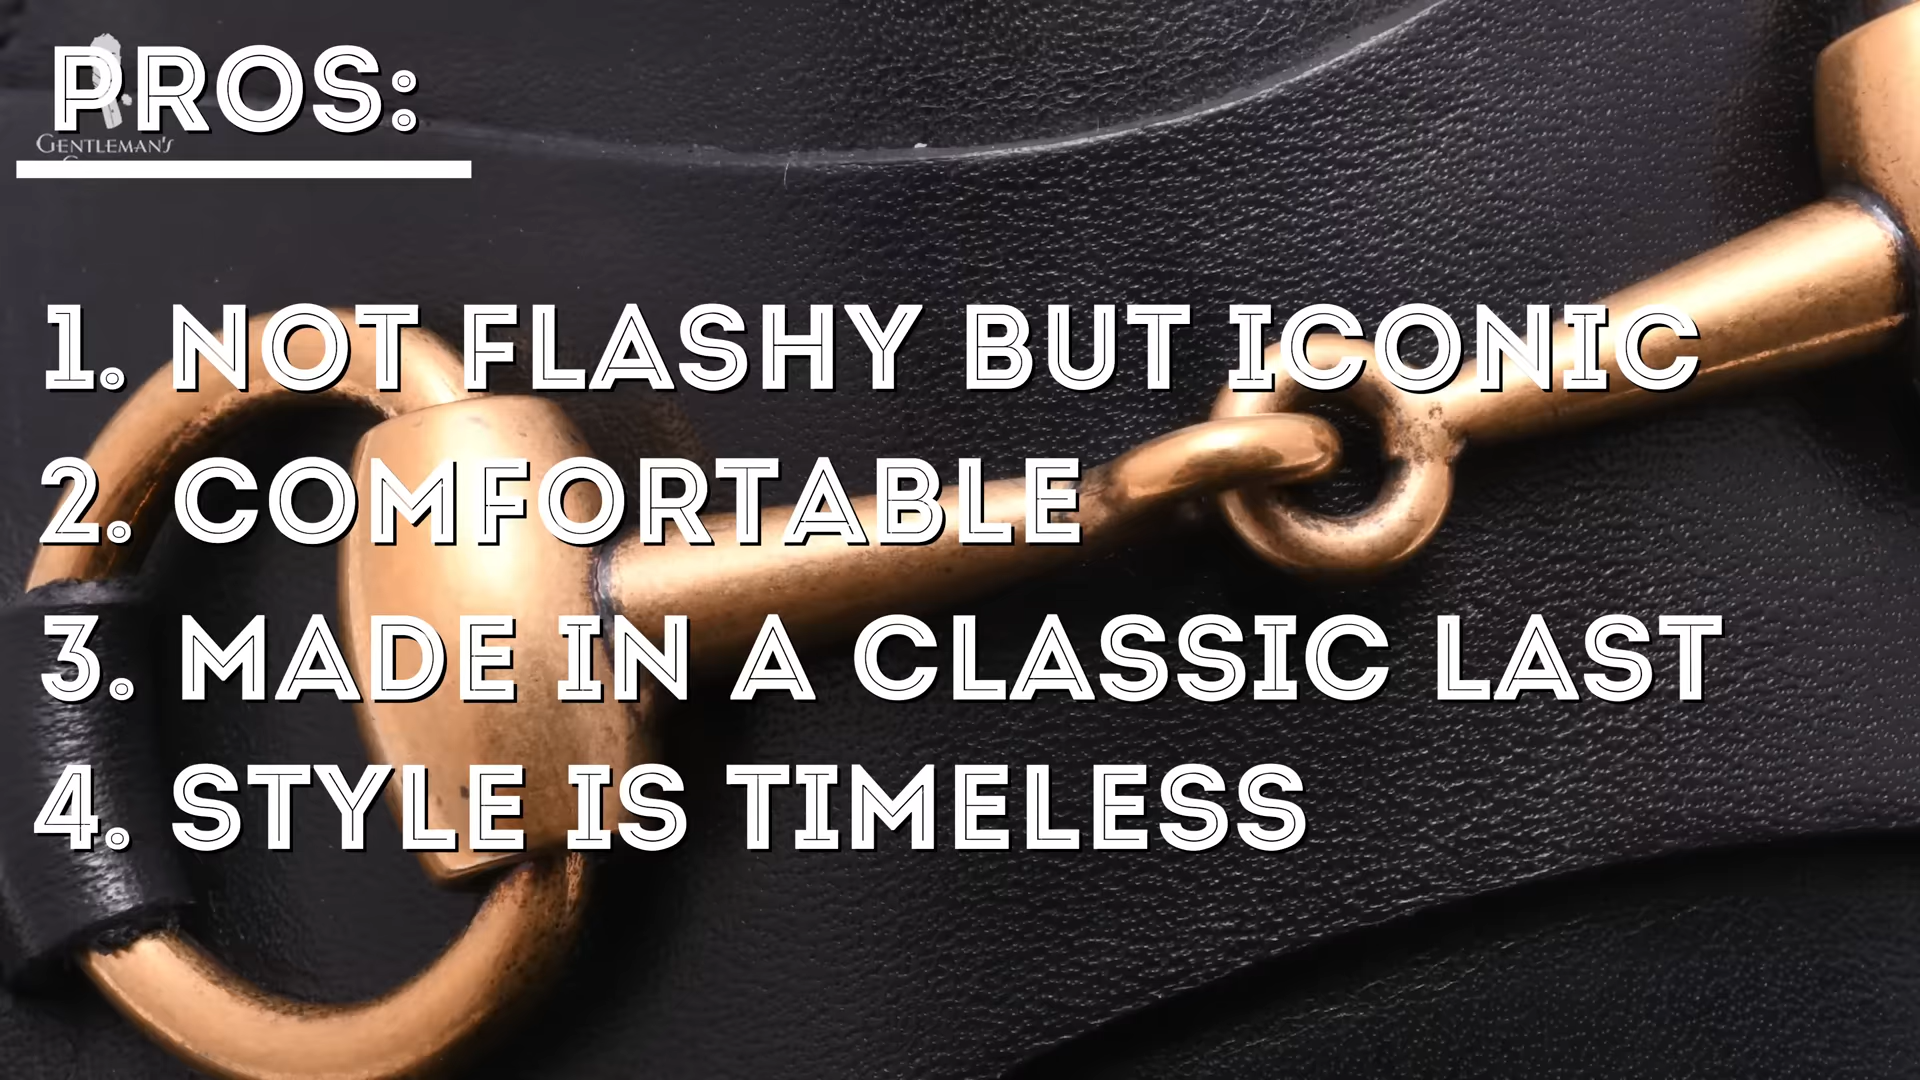 PROS:
GENTLEMAN'S
1. NOT FLASHY BUT ICONIC
2. COMFORTABLE
3. MADE IN A CLASSIC LAST
4. STYLE IS TIMELESS